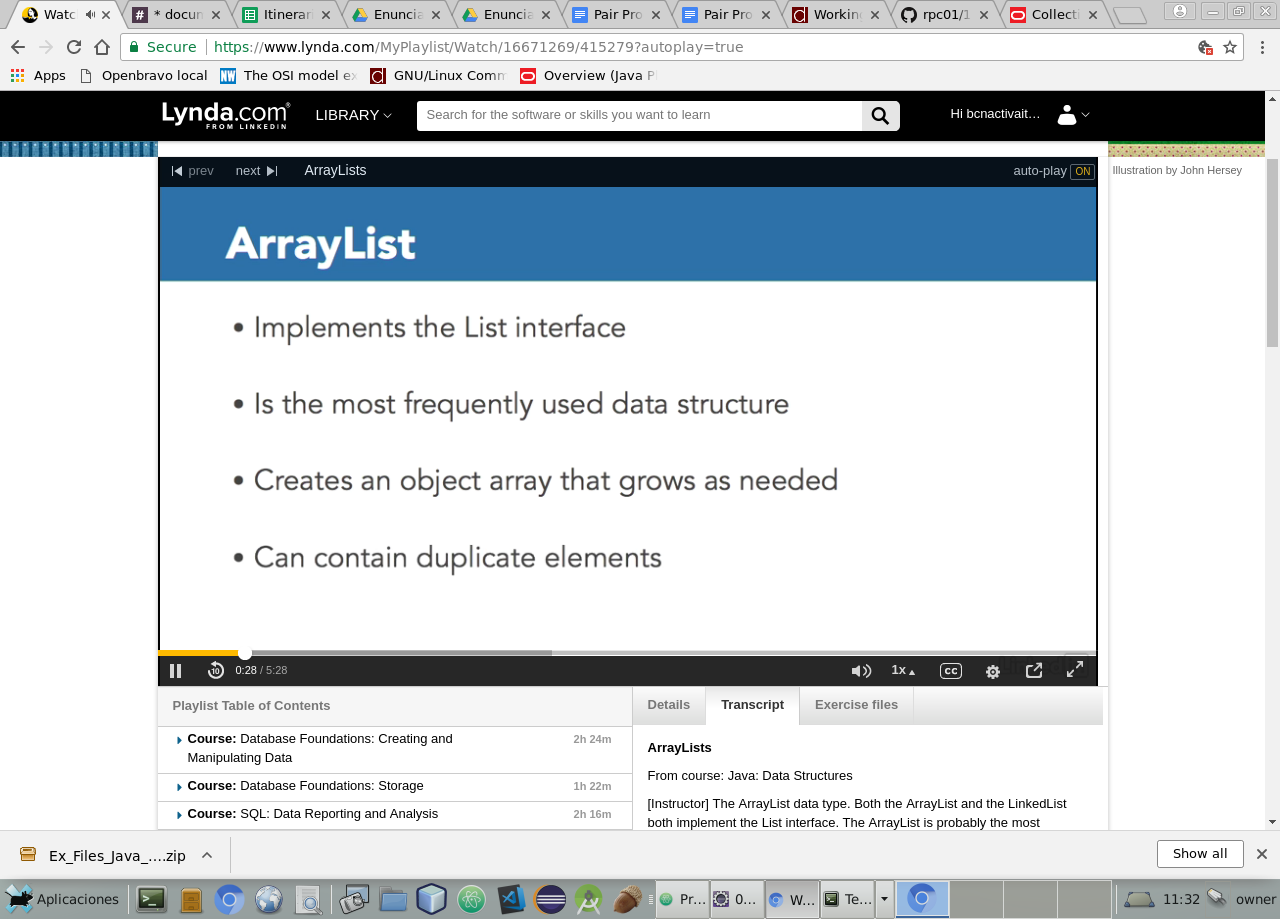 Watc
* docun
Itinerari
Enuncia
Enuncia
Pair Pro
Pair Pro
Working
rpc01/1
Collecti
Secure
https://www.lynda.com/MyPlaylist/Watch/16671269/415279?autoplay=true
Apps
Openbravo local
The OSI model ex
GNU/Linux Comm
Overview (Java Pl
Lynda.com
FROM LINKEDIN
LIBRARY
Search for the software or skills you want to learn
Hi bcnactivait...
prev
next
ArrayLists
auto-play ON
Illustration by John Hersey
ArrayList
• Implements the List interface
• Is the most frequently used data structure
• Creates an object array that grows as needed
• Can contain duplicate elements
10
0:28 / 5:28
1x
cc
Playlist Table of Contents
Course: Database Foundations: Creating and
Manipulating Data
2h 24m
Course: Database Foundations: Storage
1h 22m
Course: SQL: Data Reporting and Analysis
2h 16m
Details
Transcript
Exercise files
ArrayLists
From course: Java: Data Structures
[Instructor] The ArrayList data type. Both the ArrayList and the LinkedList
both implement the List interface. The ArrayList is probably the most
Ex_Files_Java_....zip
Show all
Aplicaciones
Pr...
0...
W...
Te...
11:32
owner